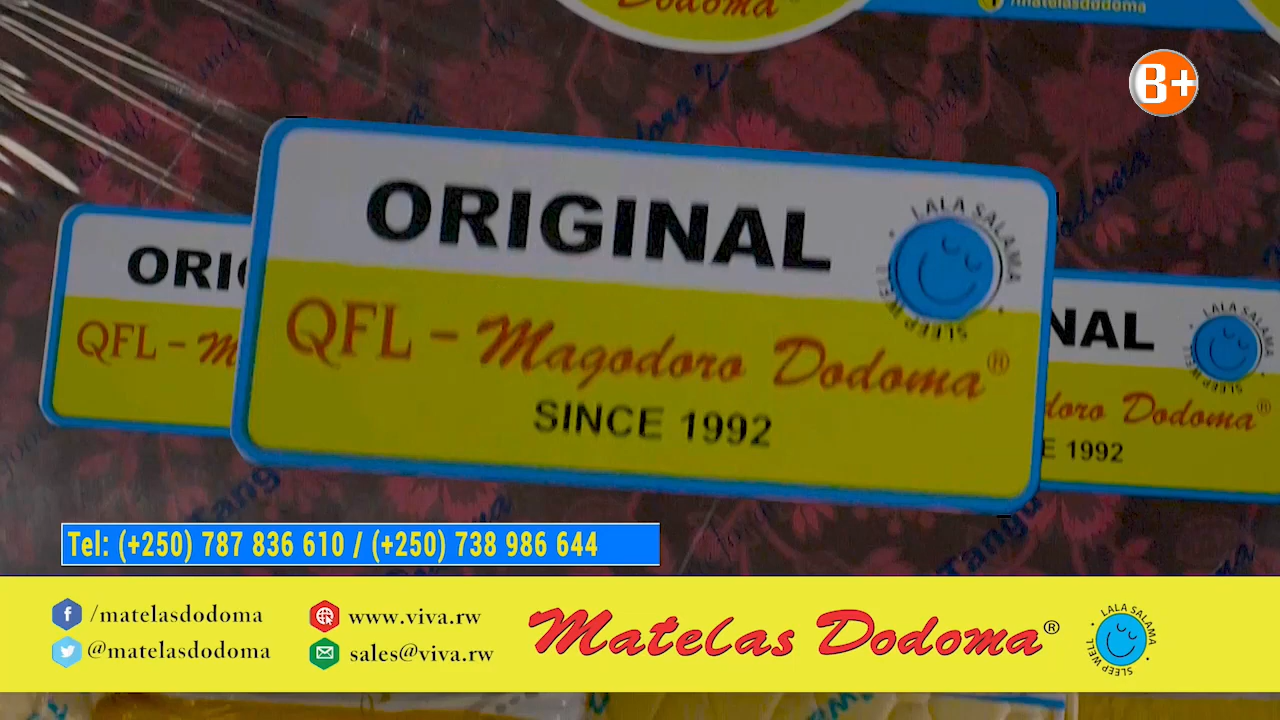 Dodoma®
/matelasdodoma
B+
ORIGINAL
LALA SALAMA
SLEEP WELL
QFL - Magodoro Dodoma®
SINCE 1992
QFL -
NAL
LALA SALAMA
SLEEP WELL
doro Dodoma®
1992
Tel: (+250) 787 836 610 / (+250) 738 986 644
/matelasdodoma
@matelasdodoma
www.viva.rw
sales@viva.rw
Matelas Dodoma®
LALA SALAMA
SLEEP WELL